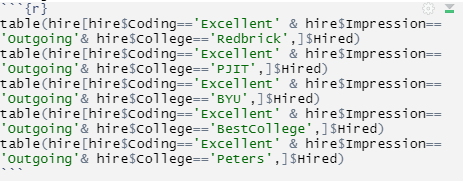 ```{r}
table(hire[hire$Coding=='Excellent' & hire$Impression==
'Outgoing'& hire$College=='Redbrick',]$Hired)
table(hire[hire$Coding=='Excellent' & hire$Impression==
'Outgoing'& hire$College=='PJIT',]$Hired)
table(hire[hire$Coding=='Excellent' & hire$Impression==
'Outgoing'& hire$College=='BYU',]$Hired)
table(hire[hire$Coding=='Excellent' & hire$Impression==
'Outgoing'& hire$College=='BestCollege',]$Hired)
table(hire[hire$Coding=='Excellent' & hire$Impression==
'Outgoing'& hire$College=='Peters',]$Hired)
```